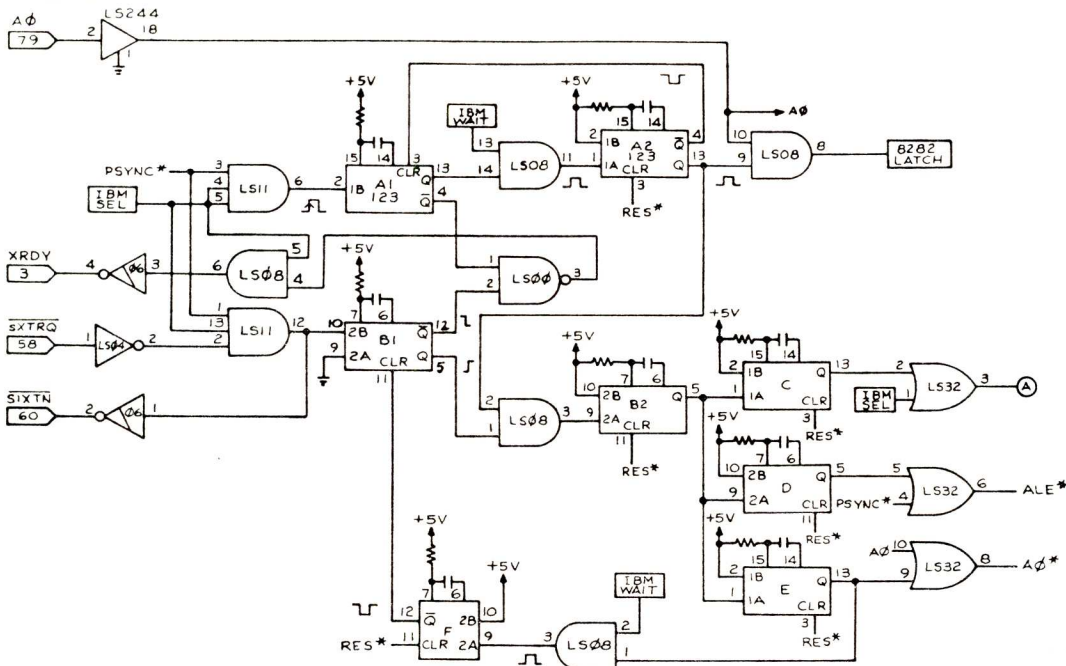 LS244
AØ
79
2
18
1
+5V
+5V
IBM WAIT
AØ
15
14
3
13
CLR
Q
4
Q̅
2
1B
A1
123
13
14
LS08
11
15
14
2
1B
A2
123
4
Q̅
1
1A
CLR
Q
13
3
RES*
10
9
LS08
8
8282 LATCH
PSYNC*
3
4
5
LS11
6
IBM SEL
XRDY
3
4
Ø6
3
6
LSØ8
5
4
1
2
LSØØ
3
+5V
7
6
10
2B
B1
Q̅
12
9
2A
CLR
Q
5
11
SXTRQ
58
1
LS04
2
1
13
2
LS11
12
SIXTN
60
2
Ø6
1
2
1
LSØ8
3
+5V
7
6
10
2B
B2
Q
5
9
2A
CLR
11
RES*
+5V
15
14
2
1B
C
Q
13
1
1A
CLR
3
RES*
2
1
LS32
3
A
IBM SEL
+5V
7
6
10
2B
D
Q
5
9
2A
CLR
11
RES*
5
4
PSYNC*
LS32
6
ALE*
+5V
15
14
2
1B
E
Q
13
1
1A
CLR
3
RES*
AØ
10
9
LS32
8
AØ*
+5V
+5V
7
6
12
Q̅
2B
10
F
RES*
11
CLR
2A
9
3
LSØ8
2
1
IBM WAIT